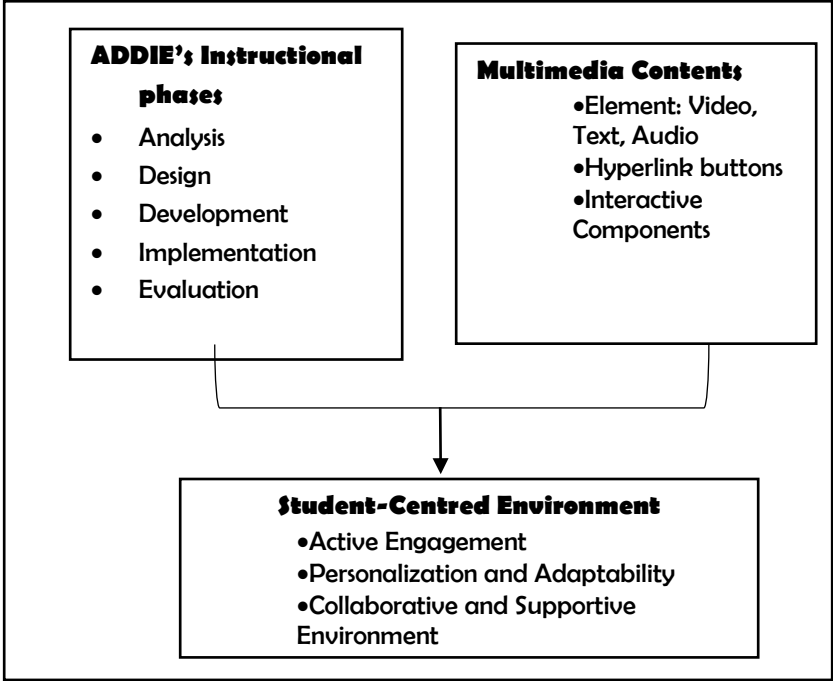 ADDIE's Instructional
phases
• Analysis
• Design
• Development
• Implementation
• Evaluation
Multimedia Contents
•Element: Video,
Text, Audio
•Hyperlink buttons
•Interactive
Components
Student-Centred Environment
•Active Engagement
•Personalization and Adaptability
•Collaborative and Supportive
Environment